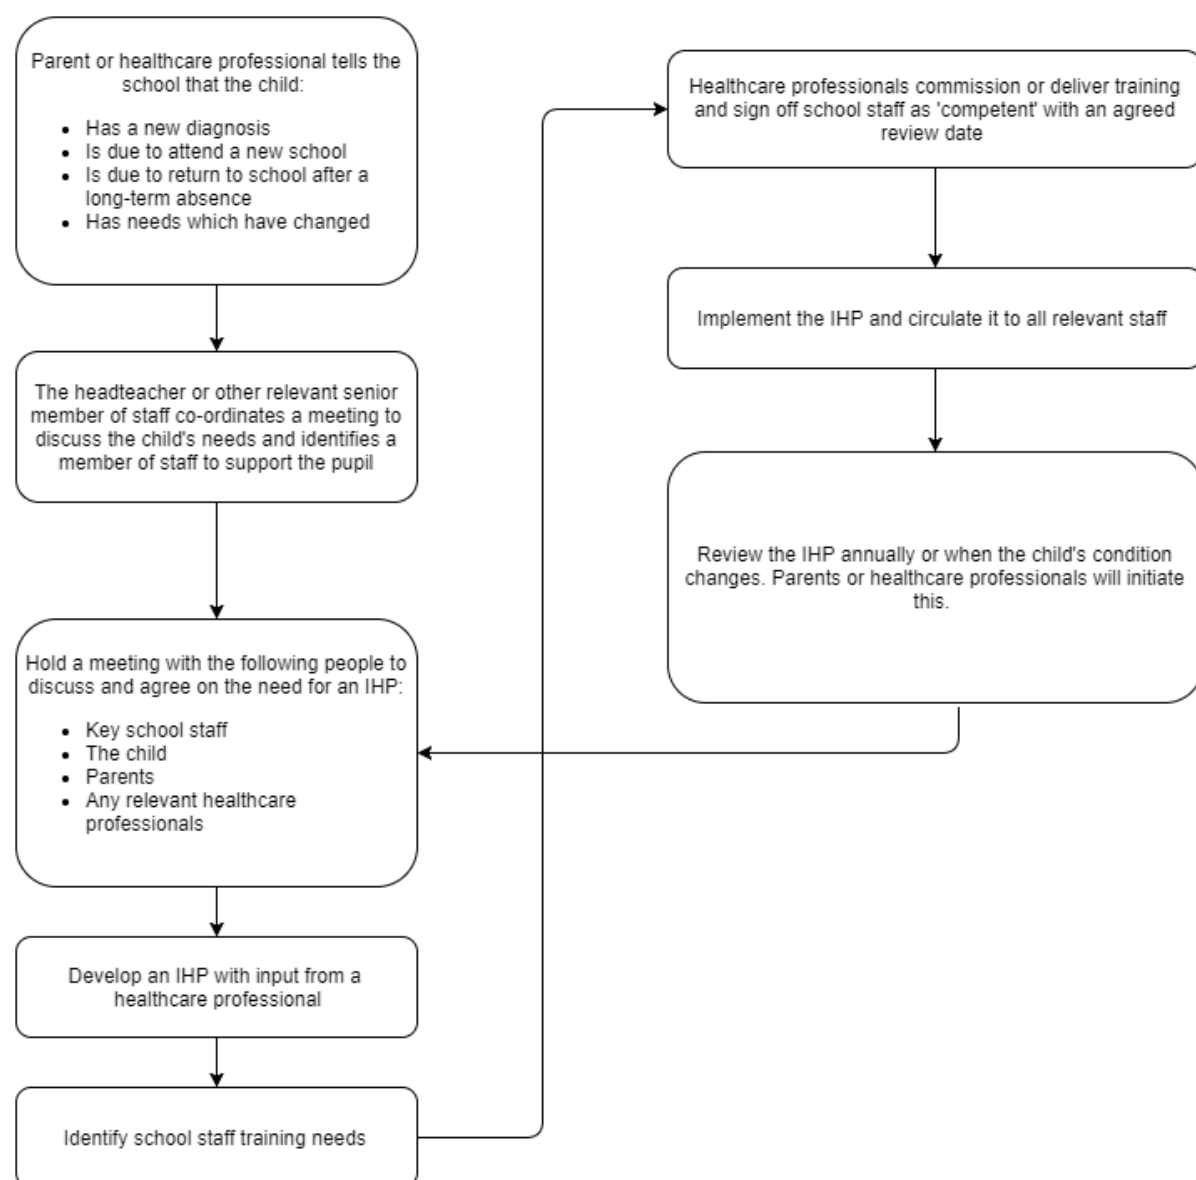 Parent or healthcare professional tells the
school that the child:
• Has a new diagnosis
• Is due to attend a new school
• Is due to return to school after a
long-term absence
• Has needs which have changed
The headteacher or other relevant senior
member of staff co-ordinates a meeting to
discuss the child's needs and identifies a
member of staff to support the pupil
Hold a meeting with the following people to
discuss and agree on the need for an IHP:
• Key school staff
• The child
• Parents
• Any relevant healthcare
professionals
Develop an IHP with input from a
healthcare professional
Identify school staff training needs
Healthcare professionals commission or deliver training
and sign off school staff as 'competent' with an agreed
review date
Implement the IHP and circulate it to all relevant staff
Review the IHP annually or when the child's condition
changes. Parents or healthcare professionals will initiate
this.